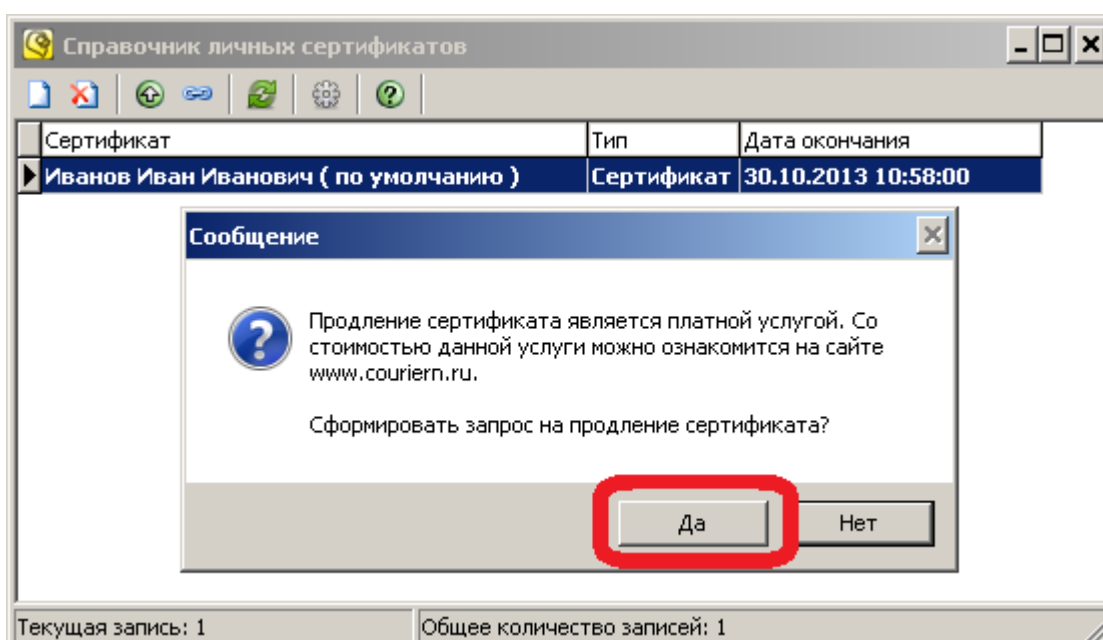 Справочник личных сертификатов
Сертификат Тип Дата окончания
Иванов Иван Иванович ( по умолчанию ) Сертификат 30.10.2013 10:58:00
Сообщение
Продление сертификата является платной услугой. Со
стоимостью данной услуги можно ознакомится на сайте
www.couriern.ru.
Сформировать запрос на продление сертификата?
Да Нет
Текущая запись: 1 Общее количество записей: 1